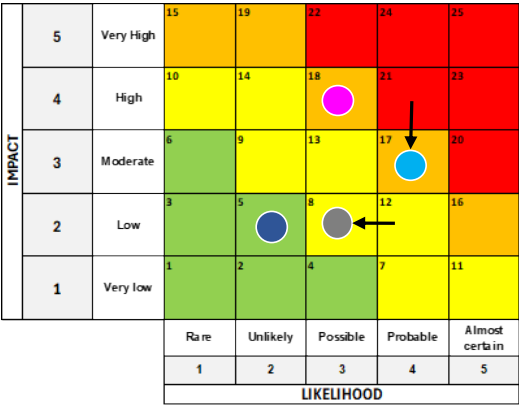 15 19 22 24 25
5 Very High
10 14 18 21 23
4 High
IMPACT
6 9 13 17 20
3 Moderate
3 5 8 12 16
2 Low
1 2 4 7 11
1 Very low
Rare Unlikely Possible Probable Almost
certain
1 2 3 4 5
LIKELIHOOD